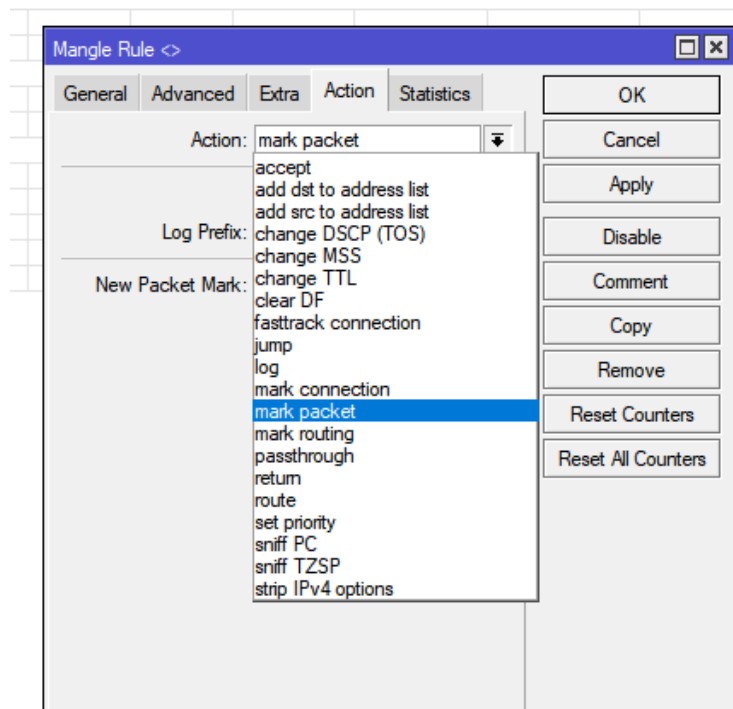 Mangle Rule <>
General Advanced Extra Action Statistics
Action: mark packet
accept
add dst to address list
add src to address list
Log Prefix: change DSCP (TOS)
change MSS
New Packet Mark: change TTL
clear DF
fasttrack connection
jump
log
mark connection
mark packet
mark routing
passthrough
return
route
set priority
sniff PC
sniff TZSP
strip IPv4 options
OK
Cancel
Apply
Disable
Comment
Copy
Remove
Reset Counters
Reset All Counters